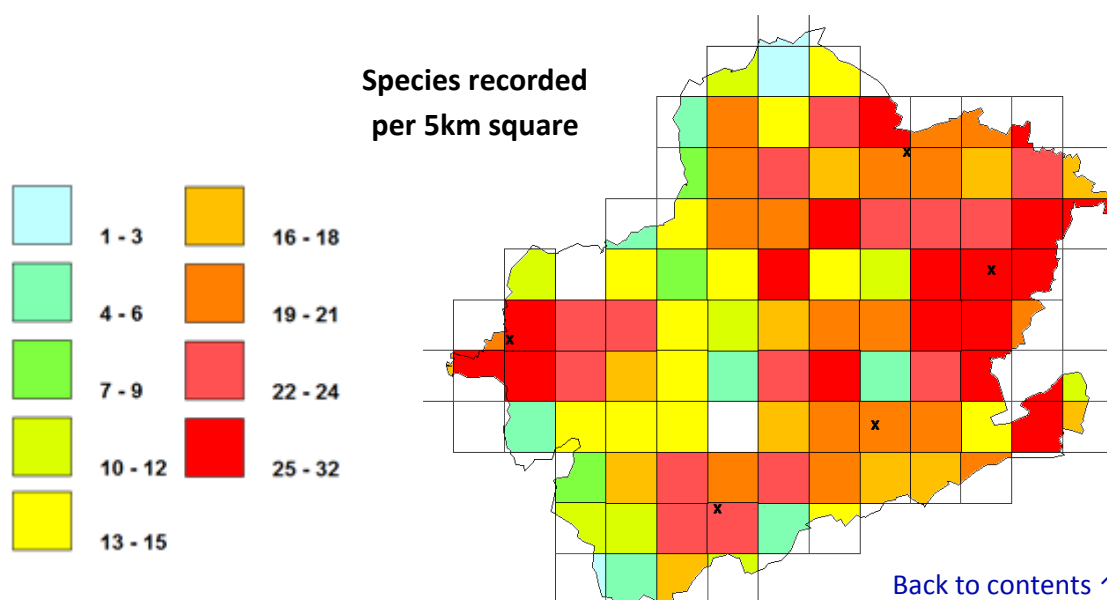 Species recorded
per 5km square
1 - 3
4 - 6
7 - 9
10 - 12
13 - 15
16 - 18
19 - 21
22 - 24
25 - 32
x
x
x
x
x
Back to contents ↑